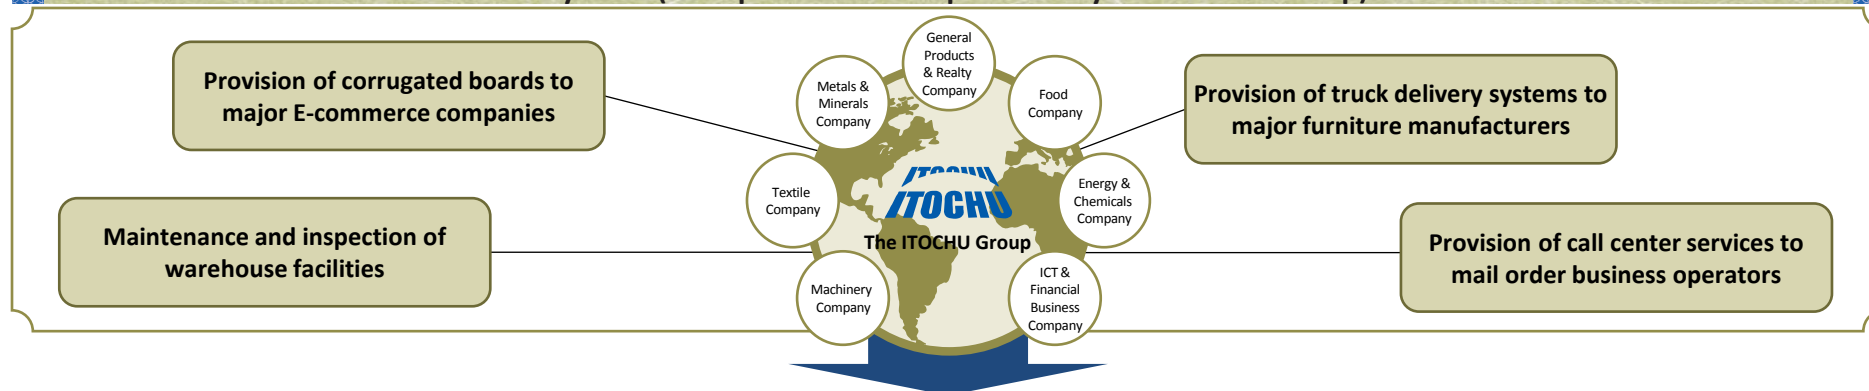 Provision of corrugated boards to
major E-commerce companies
Maintenance and inspection of
warehouse facilities
General
Products
& Realty
Company
Metals &
Minerals
Company
Food
Company
Textile
Company
Energy &
Chemicals
Company
ITOCHU
ITOCHU
The ITOCHU Group
Machinery
Company
ICT &
Financial
Business
Company
Provision of truck delivery systems to
major furniture manufacturers
Provision of call center services to
mail order business operators